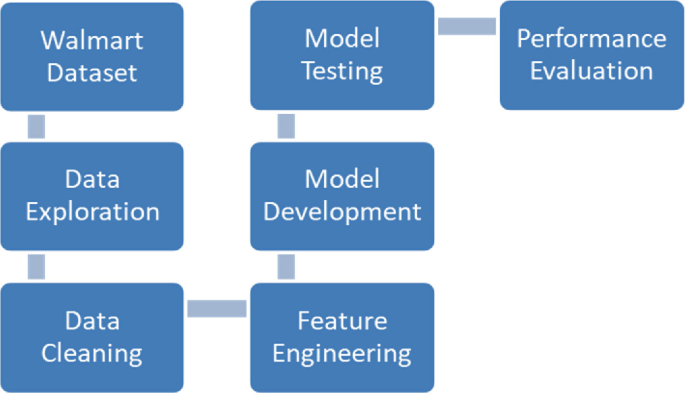 Walmart
Dataset
Data
Exploration
Data
Cleaning
Feature
Engineering
Model
Development
Model
Testing
Performance
Evaluation